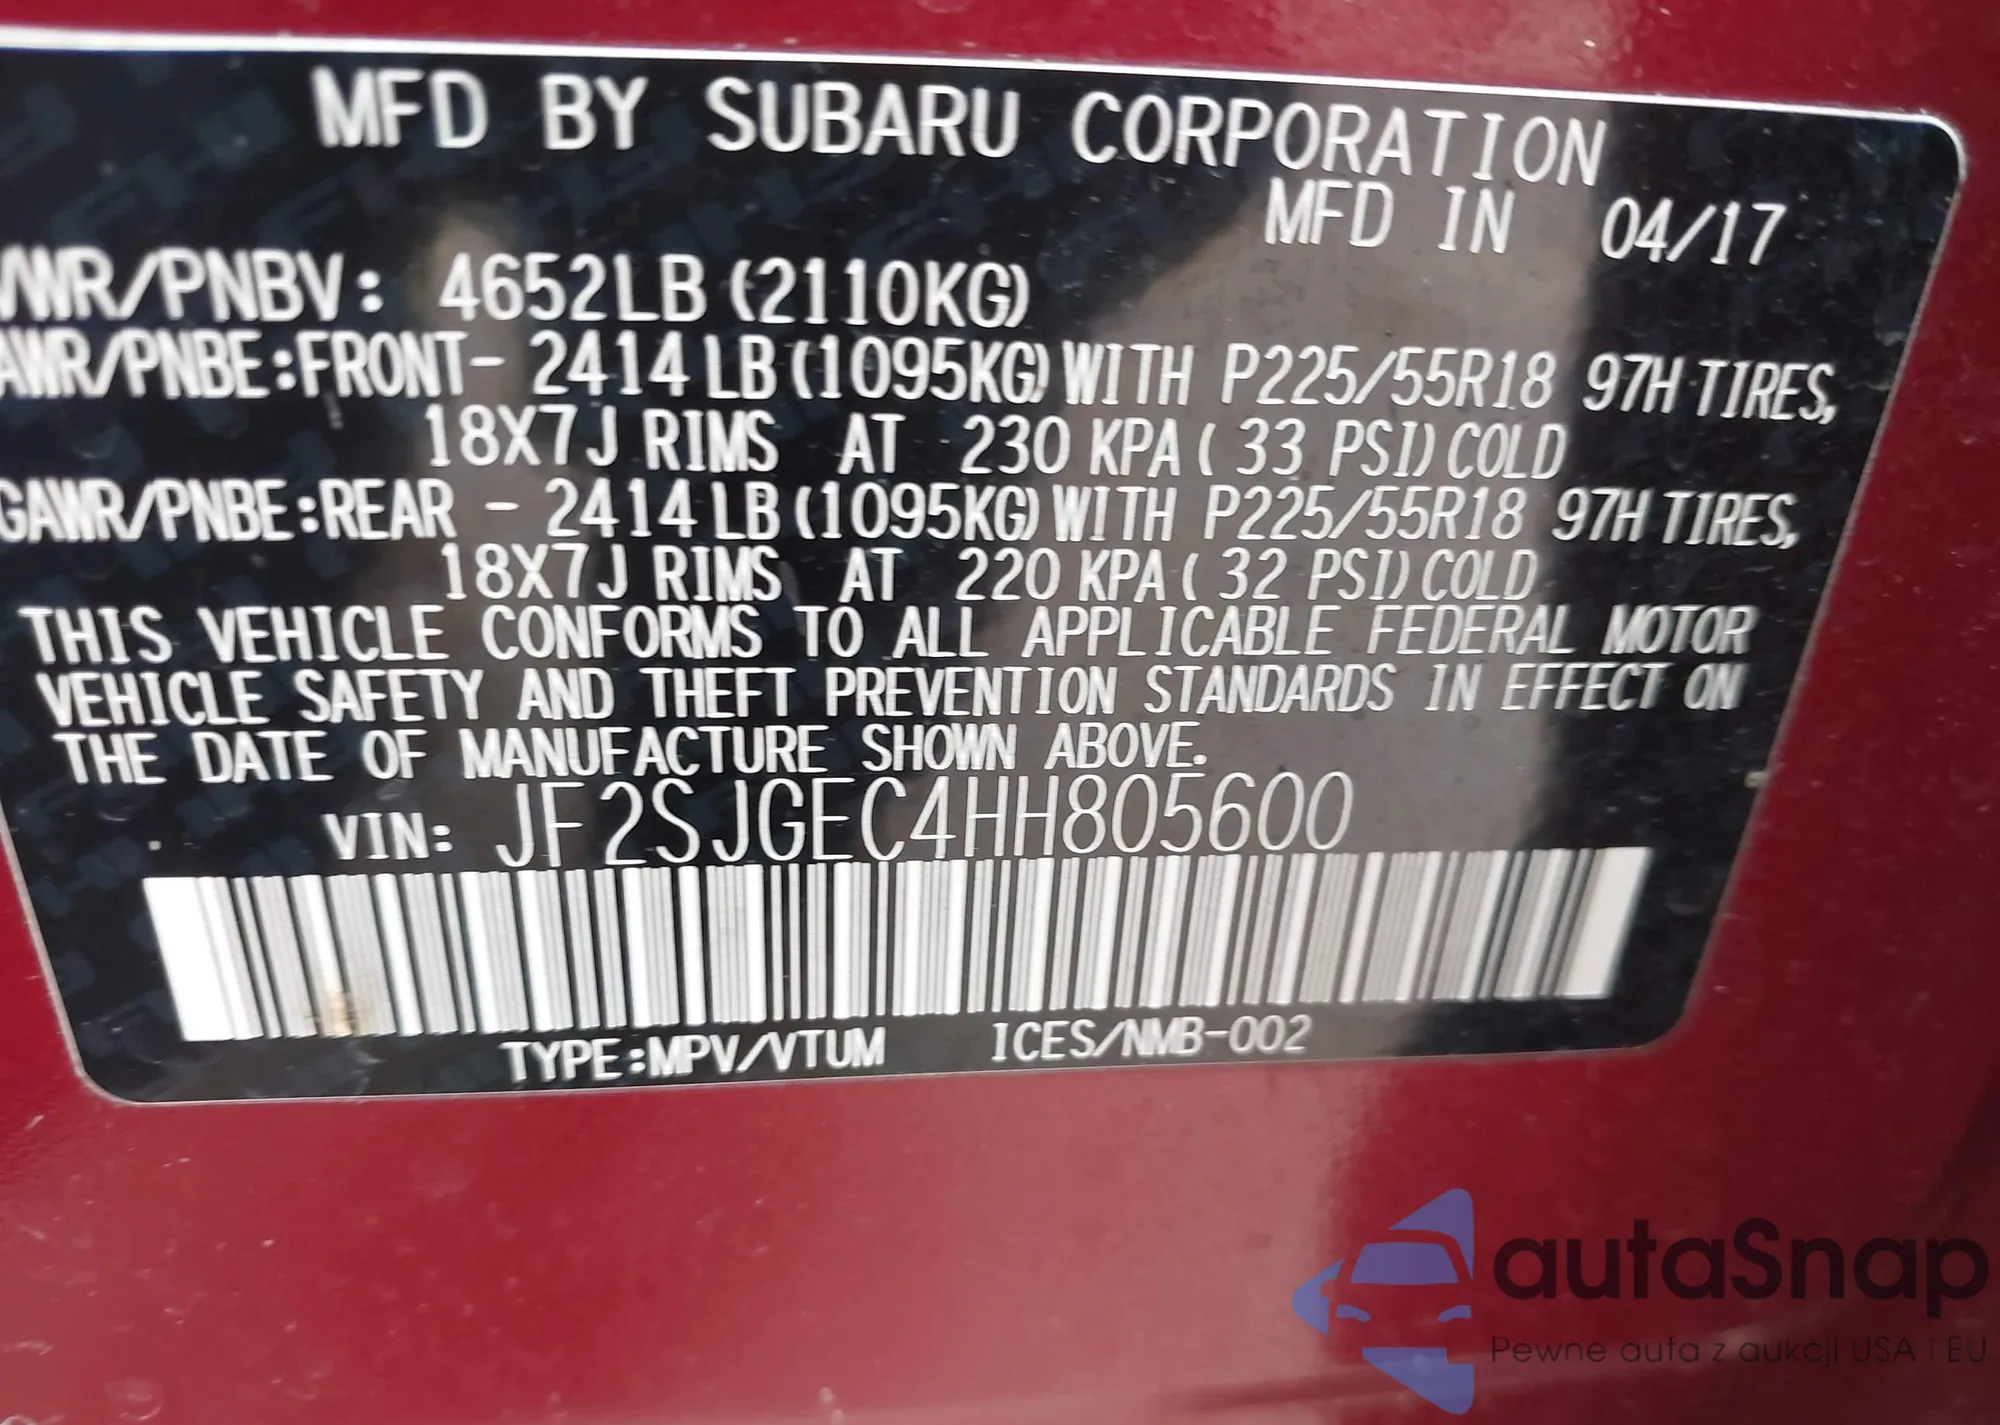 MFD BY SUBARU CORPORATION
MFD IN 04/17
VWR/PNBV: 4652LB (2110KG)
AWR/PNBE:FRONT- 2414 LB (1095KG) WITH P225/55R18 97H TIRES,
18X7J RIMS AT 230 KPA ( 33 PSI) COLD
GAWR/PNBE:REAR - 2414 LB (1095KG) WITH P225/55R18 97H TIRES,
18X7J RIMS AT 220 KPA ( 32 PSI) COLD
THIS VEHICLE CONFORMS TO ALL APPLICABLE FEDERAL MOTOR
VEHICLE SAFETY AND THEFT PREVENTION STANDARDS IN EFFECT ON
THE DATE OF MANUFACTURE SHOWN ABOVE.
VIN: JF2SJGEC4HH805600
TYPE:MPV/VTUM ICES/NMB-002
autaSnap
Pewne auta z aukcji USA i EU